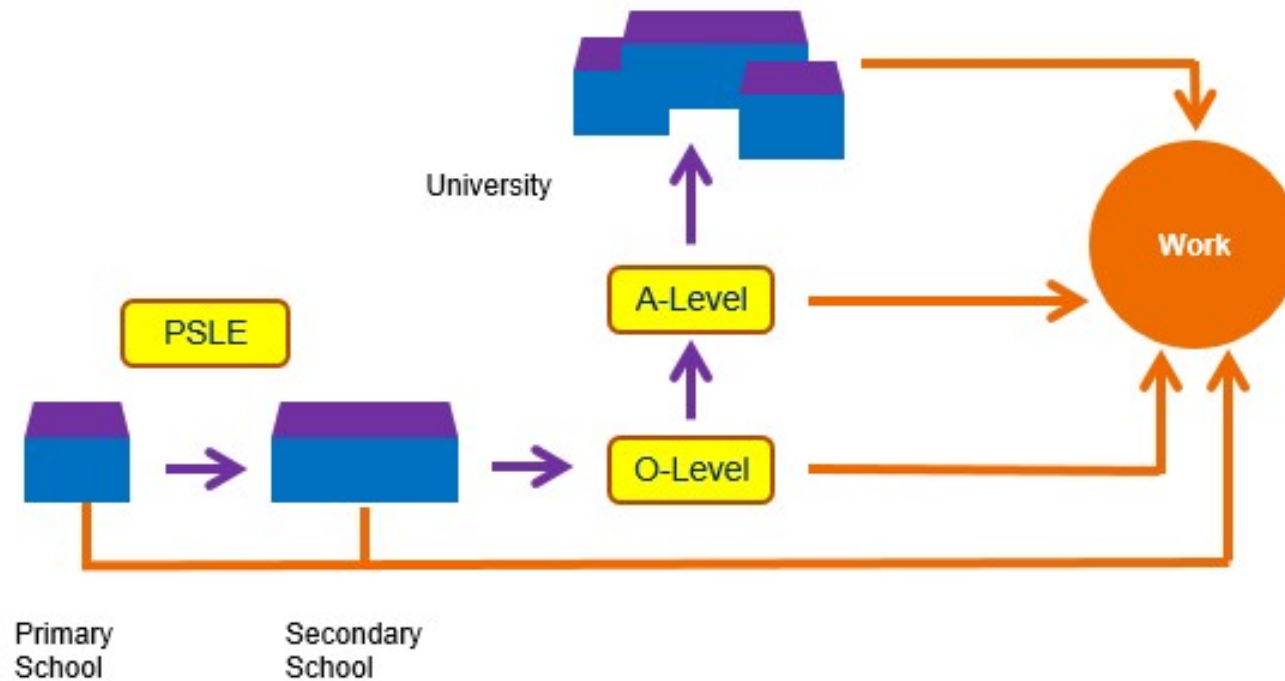 University
Work
A-Level
PSLE
O-Level
Primary
School
Secondary
School